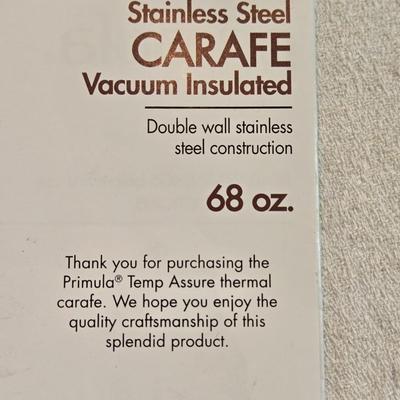 Stainless Steel
CARAFE
Vacuum Insulated
Double wall stainless
steel construction
68 oz.
Thank you for purchasing the
Primula® Temp Assure thermal
carafe. We hope you enjoy the
quality craftsmanship of this
splendid product.